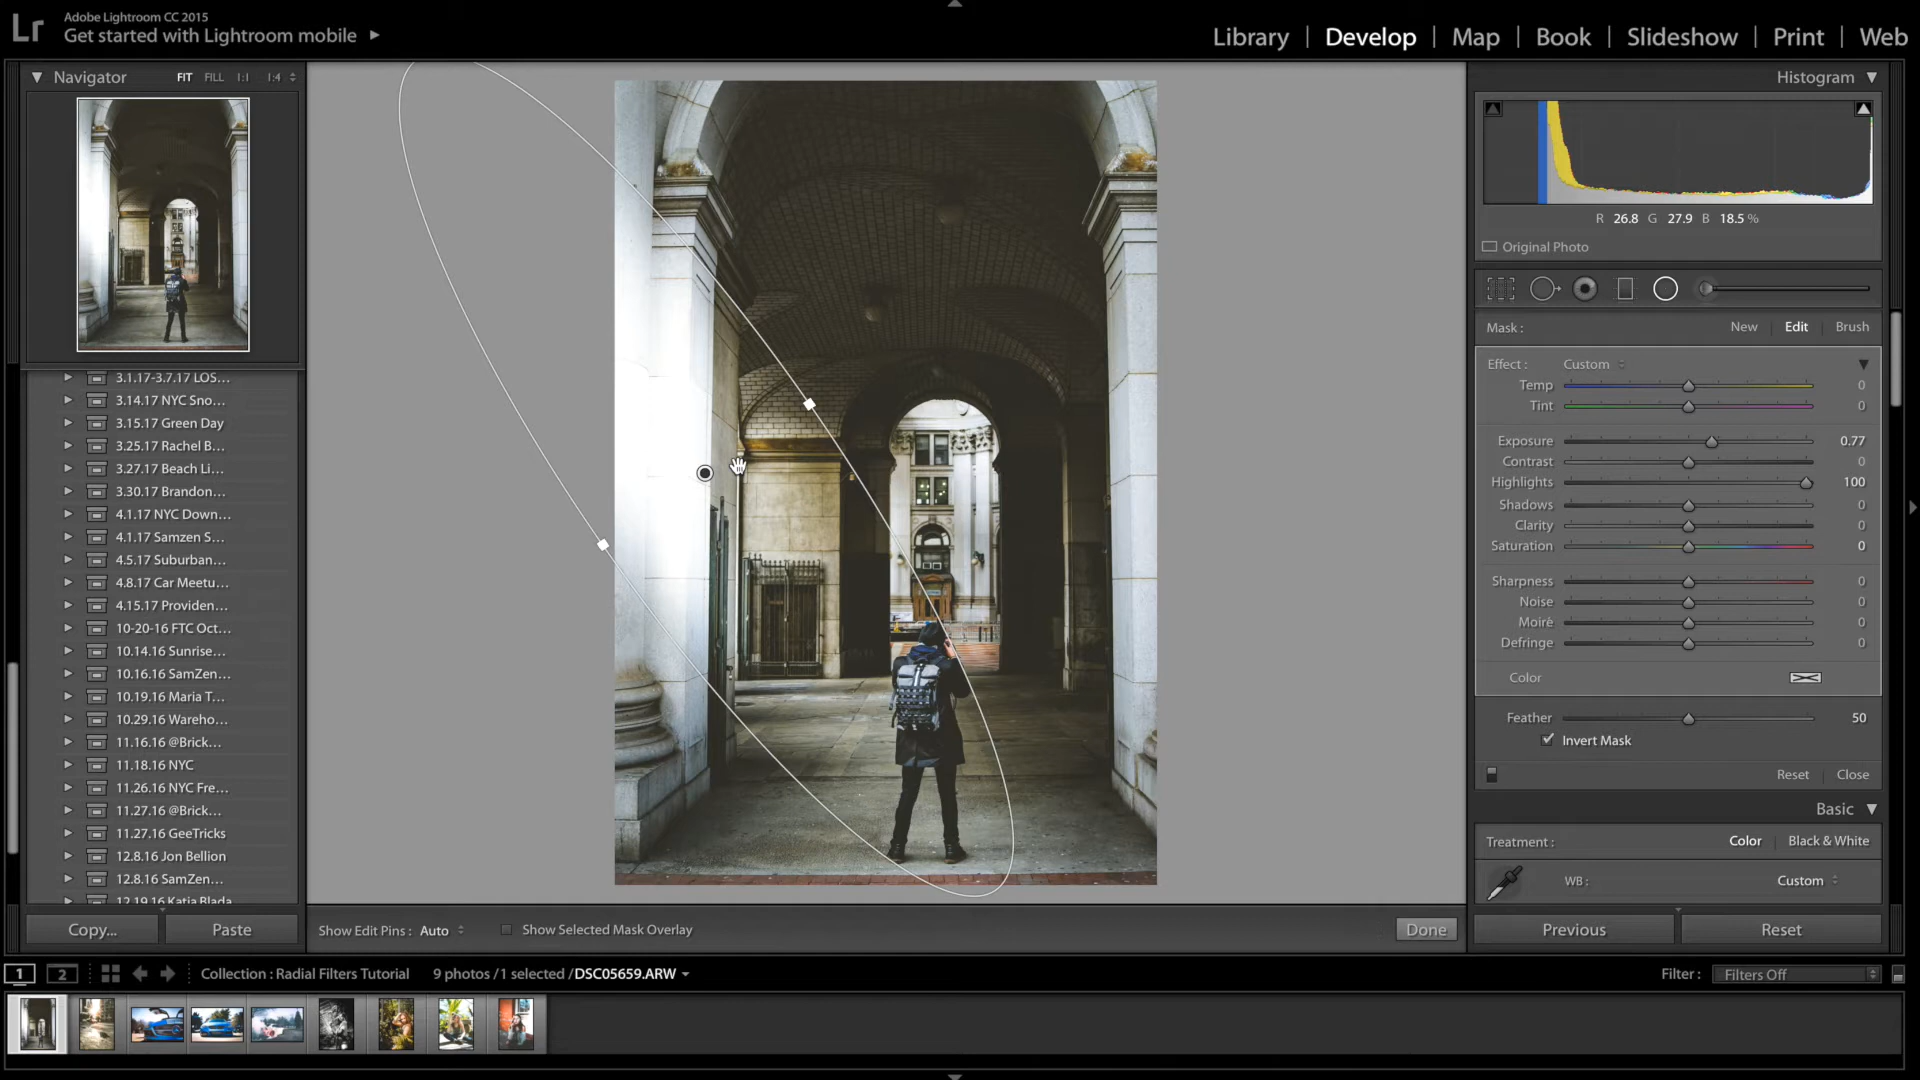 Lr
Adobe Lightroom CC 2015
Get started with Lightroom mobile
Library | Develop | Map | Book | Slideshow | Print | Web
Navigator FIT FILL 1:1 1:4
3.1.17-3.7.17 LOS...
3.14.17 NYC Sno...
3.15.17 Green Day
3.25.17 Rachel B...
3.27.17 Beach Li...
3.30.17 Brandon...
4.1.17 NYC Down...
4.1.17 Samzen S...
4.5.17 Suburban...
4.8.17 Car Meetu...
4.15.17 Providen...
10-20-16 FTC Oct...
10.14.16 Sunrise...
10.16.16 SamZen...
10.19.16 Maria T...
10.29.16 Wareho...
11.16.16 @Brick...
11.18.16 NYC
11.26.16 NYC Fre...
11.27.16 @Brick...
11.27.16 GeeTricks
12.8.16 Jon Bellion
12.8.16 SamZen...
12.19.16 Katia Blada
Copy... Paste
Show Edit Pins : Auto Show Selected Mask Overlay Done
Histogram
R 26.8 G 27.9 B 18.5 %
Original Photo
Mask : New Edit Brush
Effect : Custom
Temp 0
Tint 0
Exposure 0.77
Contrast 0
Highlights 100
Shadows 0
Clarity 0
Saturation 0
Sharpness 0
Noise 0
Moiré 0
Defringe 0
Color
Feather 50
Invert Mask
Reset Close
Basic
Treatment : Color Black & White
WB : Custom
Previous Reset
1 2 Collection : Radial Filters Tutorial 9 photos /1 selected /DSC05659.ARW Filter : Filters Off